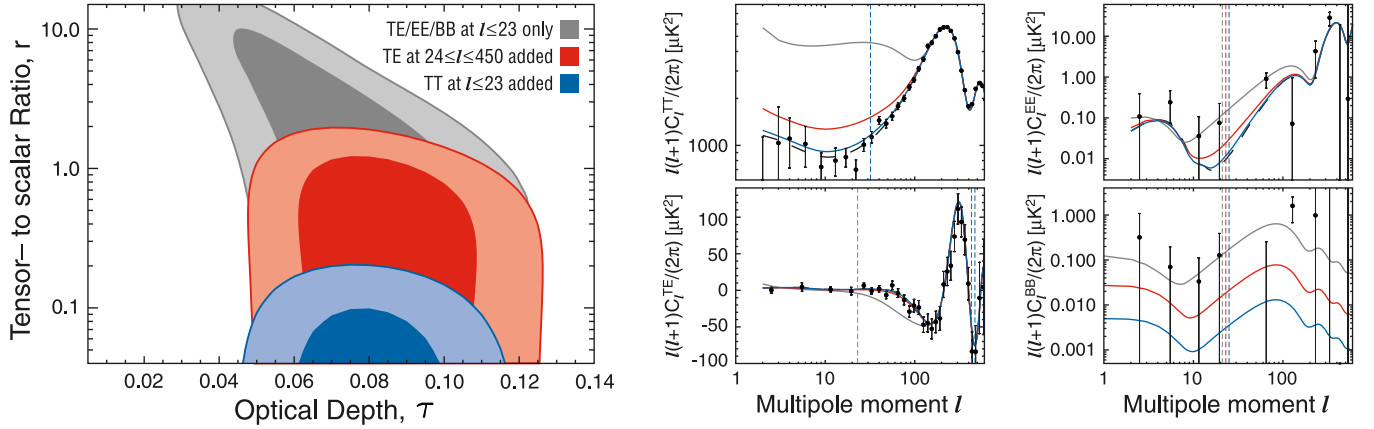 Tensor– to scalar Ratio, r
10.0
1.0
0.1
TE/EE/BB at l≤23 only
TE at 24≤l≤450 added
TT at l≤23 added
0.02 0.04 0.06 0.08 0.10 0.12 0.14
Optical Depth, τ
l(l+1)C_l^TT/(2π) [μK²]
1000
l(l+1)C_l^TE/(2π) [μK²]
100
50
0
-50
-100
1 10 100
Multipole moment l
l(l+1)C_l^EE/(2π) [μK²]
10.00
1.00
0.10
0.01
l(l+1)C_l^BB/(2π) [μK²]
1.000
0.100
0.010
0.001
1 10 100
Multipole moment l